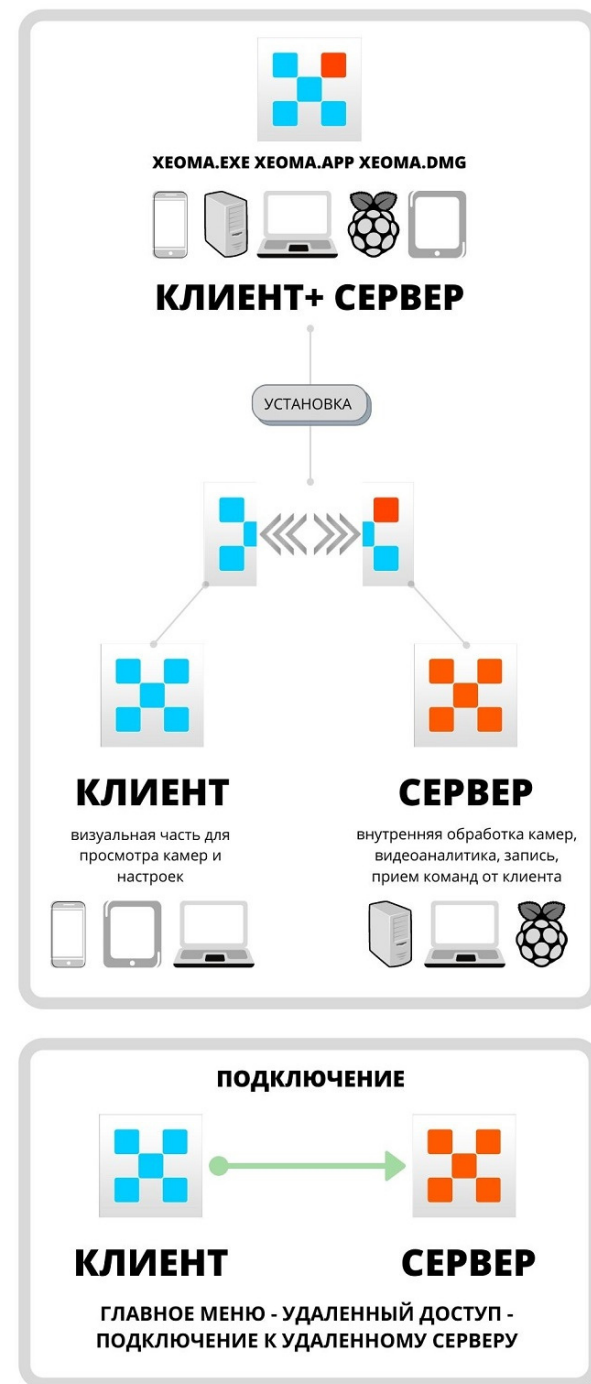 XEOMA.EXE XEOMA.APP XEOMA.DMG
КЛИЕНТ+ СЕРВЕР
УСТАНОВКА
КЛИЕНТ
визуальная часть для
просмотра камер и
настроек
СЕРВЕР
внутренняя обработка камер,
видеоаналитика, запись,
прием команд от клиента
ПОДКЛЮЧЕНИЕ
КЛИЕНТ
СЕРВЕР
ГЛАВНОЕ МЕНЮ - УДАЛЕННЫЙ ДОСТУП -
ПОДКЛЮЧЕНИЕ К УДАЛЕННОМУ СЕРВЕРУ